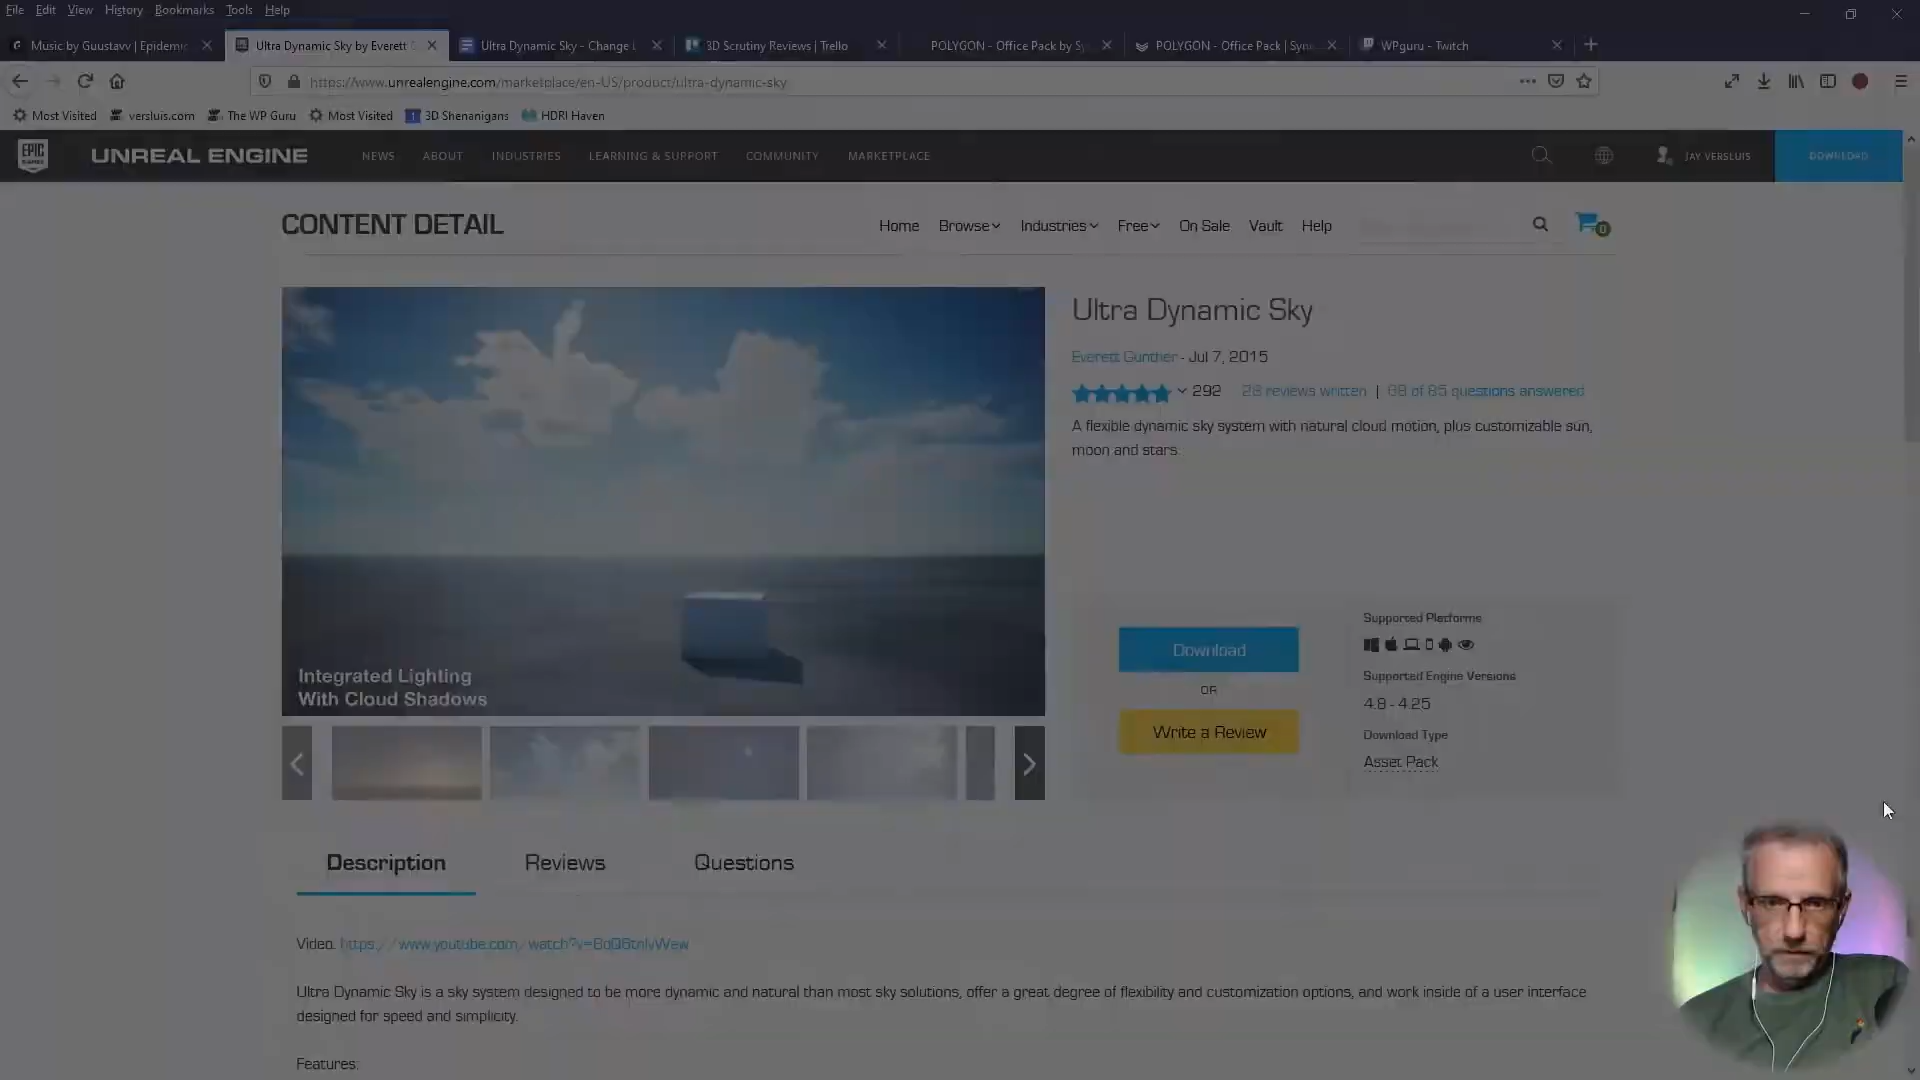 File Edit View History Bookmarks Tools Help
Music by Guustavv | Epidemic
Ultra Dynamic Sky by Everett
Ultra Dynamic Sky - Change
3D Scrutiny Reviews | Trello
POLYGON - Office Pack by Sy
POLYGON - Office Pack | Syn
WPguru - Twitch
https://www.unrealengine.com/marketplace/en-US/product/ultra-dynamic-sky
Most Visited versluis.com The WP Guru Most Visited 3D Shenanigans HDRI Haven
EPIC GAMES UNREAL ENGINE NEWS ABOUT INDUSTRIES LEARNING & SUPPORT COMMUNITY MARKETPLACE JAY VERSLUIS DOWNLOAD
CONTENT DETAIL
Home Browse Industries Free On Sale Vault Help 0
Ultra Dynamic Sky
Everett Gunther - Jul 7, 2015
292 28 reviews written | 68 of 85 questions answered
A flexible dynamic sky system with natural cloud motion, plus customizable sun,
moon and stars.
Integrated Lighting
With Cloud Shadows
Download
OR
Write a Review
Supported Platforms
Supported Engine Versions
4.8 - 4.25
Download Type
Asset Pack
Description Reviews Questions
Video: https://www.youtube.com/watch?v=
Ultra Dynamic Sky is a sky system designed to be more dynamic and natural than most sky solutions, offer a great degree of flexibility and customization options, and work inside of a user interface
designed for speed and simplicity.
Features: